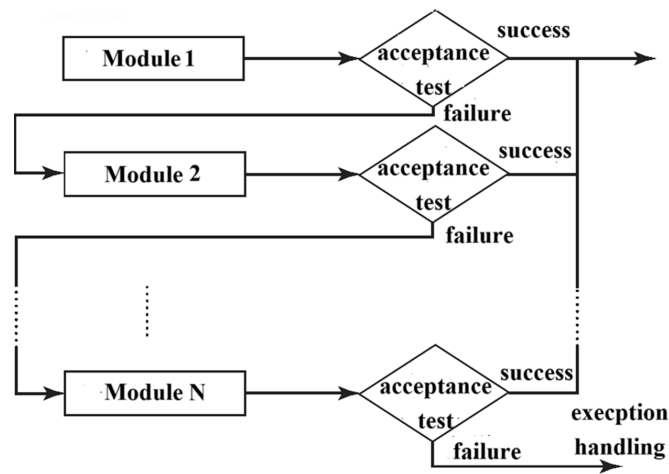 success
Module 1
acceptance
test
failure
success
Module 2
acceptance
test
failure
success
Module N
acceptance
test
failure
execption
handling